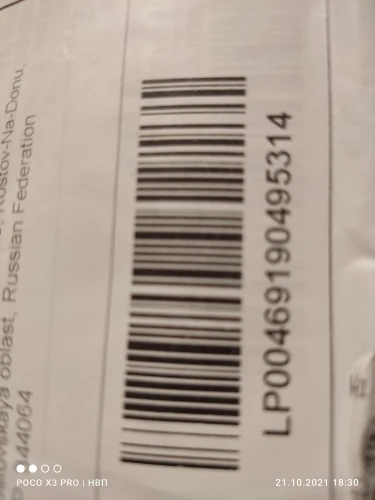 Rostov-Na-Donu,
oblast, Russian Federation
344064
LP00469190495314
POCO X3 PRO | НВП
21.10.2021 18:30